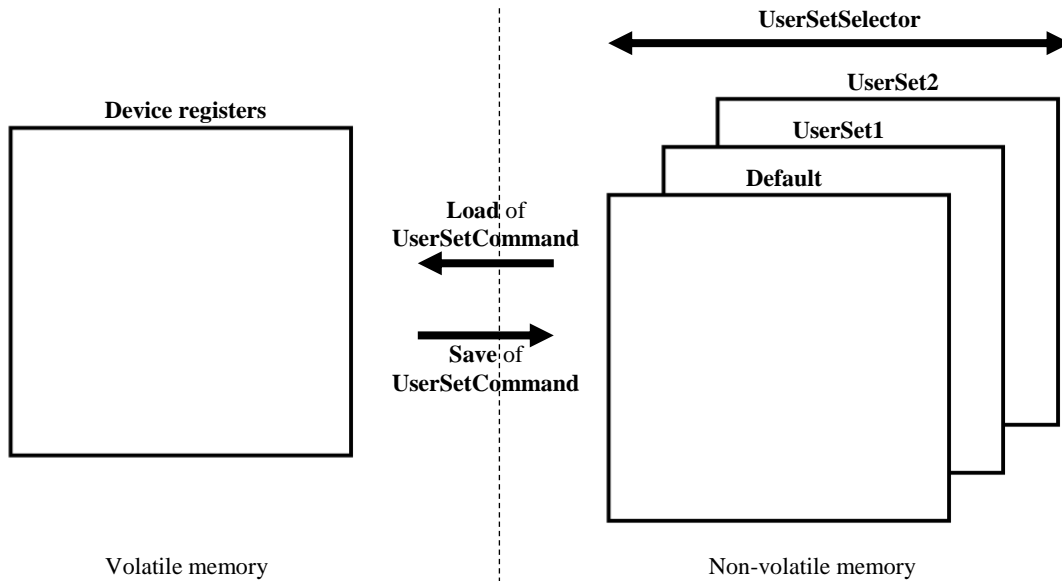 UserSetSelector
UserSet2
Device registers
UserSet1
Default
Load of
UserSetCommand
Save of
UserSetCommand
Volatile memory
Non-volatile memory